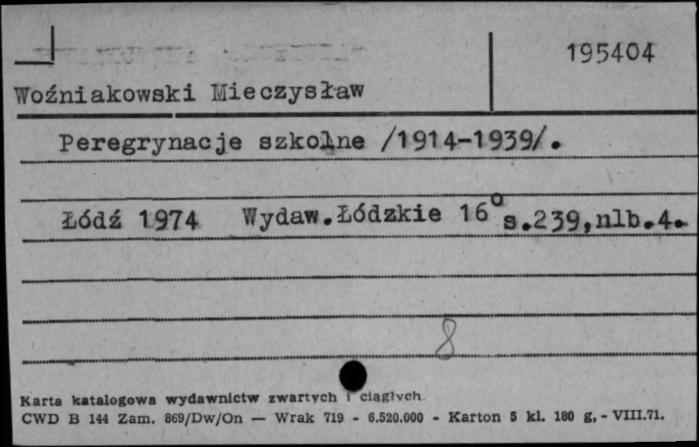 195404
Woźniakowski Mieczysław
Peregrynacje szkolne /1914-1939/.
Łódź 1974 Wydaw.Łódzkie 16° s.239,nlb.4.
8
Karta katalogowa wydawnictw zwartych i ciągłych
CWD B 144 Zam. 869/Dw/On — Wrak 719 - 6.520.000 - Karton 5 kl. 180 g, - VIII.71.